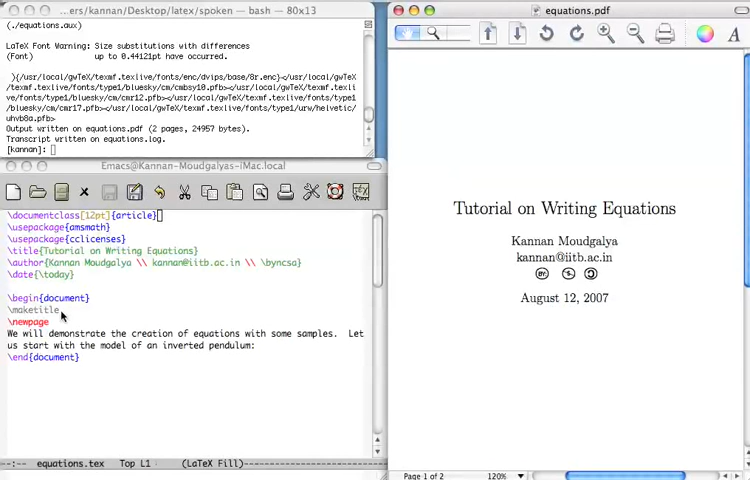 ...ers/kannan/Desktop/latex/spoken — bash — 80x13
(./equations.aux)
LaTeX Font Warning: Size substitutions with differences
(Font) up to 0.44121pt have occurred.
){/usr/local/gwTeX/texmf.texlive/fonts/enc/dvips/base/8r.enc}</usr/local/gwTeX
/texmf.texlive/fonts/type1/bluesky/cm/cmbsy10.pfb></usr/local/gwTeX/texmf.texli
ve/fonts/type1/bluesky/cm/cmr12.pfb></usr/local/gwTeX/texmf.texlive/fonts/type1
/bluesky/cm/cmr17.pfb></usr/local/gwTeX/texmf.texlive/fonts/type1/urw/helvetic/
uhvb8a.pfb>
Output written on equations.pdf (2 pages, 24957 bytes).
Transcript written on equations.log.
[kannan]:
Emacs@Kannan-Moudgalyas-iMac.local
\documentclass[12pt]{article}
\usepackage{amsmath}
\usepackage{cclicenses}
\title{Tutorial on Writing Equations}
\author{Kannan Moudgalya \\ kannan@iitb.ac.in \\ \byncsa}
\date{\today}
\begin{document}
\maketitle
\newpage
We will demonstrate the creation of equations with some samples. Let
us start with the model of an inverted pendulum:
\end{document}
-:-- equations.tex Top L1 (LaTeX Fill)
equations.pdf
Tutorial on Writing Equations
Kannan Moudgalya
kannan@iitb.ac.in
August 12, 2007
Page 1 of 2 120%